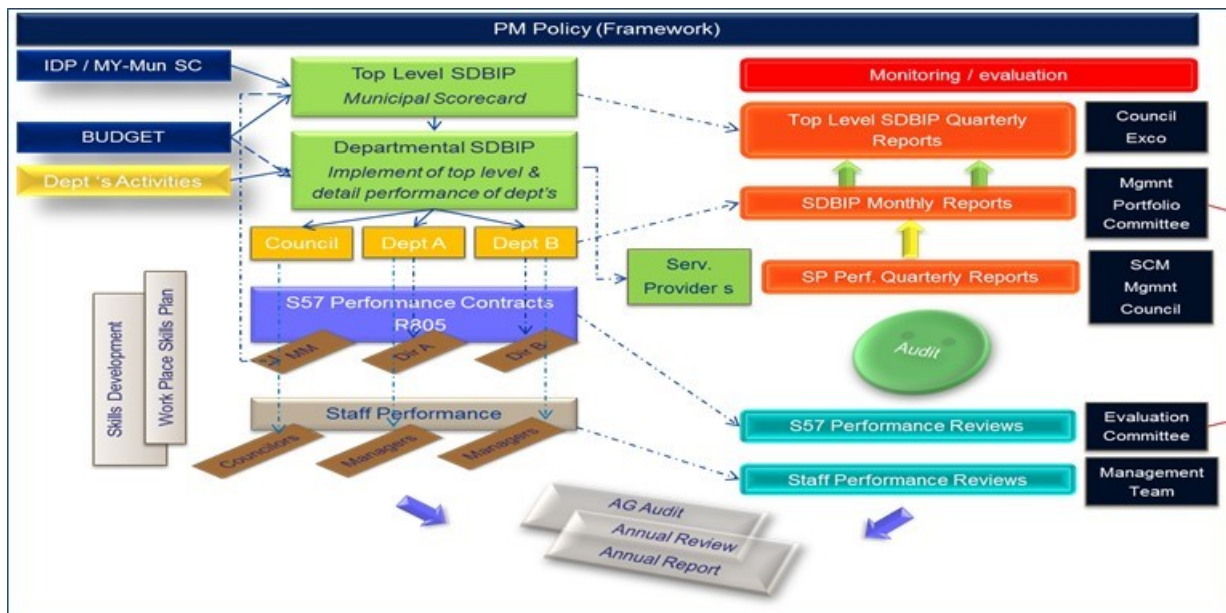 PM Policy (Framework)
IDP / MY-Mun SC
BUDGET
Dept 's Activities
Top Level SDBIP
Municipal Scorecard
Departmental SDBIP
Implement of top level &
detail performance of dept's
Council
Dept A
Dept B
Serv.
Provider s
S57 Performance Contracts
R805
MM
Dir A
Dir B
Staff Performance
Councilors
Managers
Managers
Skills Development
Work Place Skills Plan
Monitoring / evaluation
Top Level SDBIP Quarterly
Reports
Council
Exco
SDBIP Monthly Reports
Mgmnt
Portfolio
Committee
SP Perf. Quarterly Reports
SCM
Mgmnt
Council
Audit
S57 Performance Reviews
Evaluation
Committee
Staff Performance Reviews
Management
Team
AG Audit
Annual Review
Annual Report